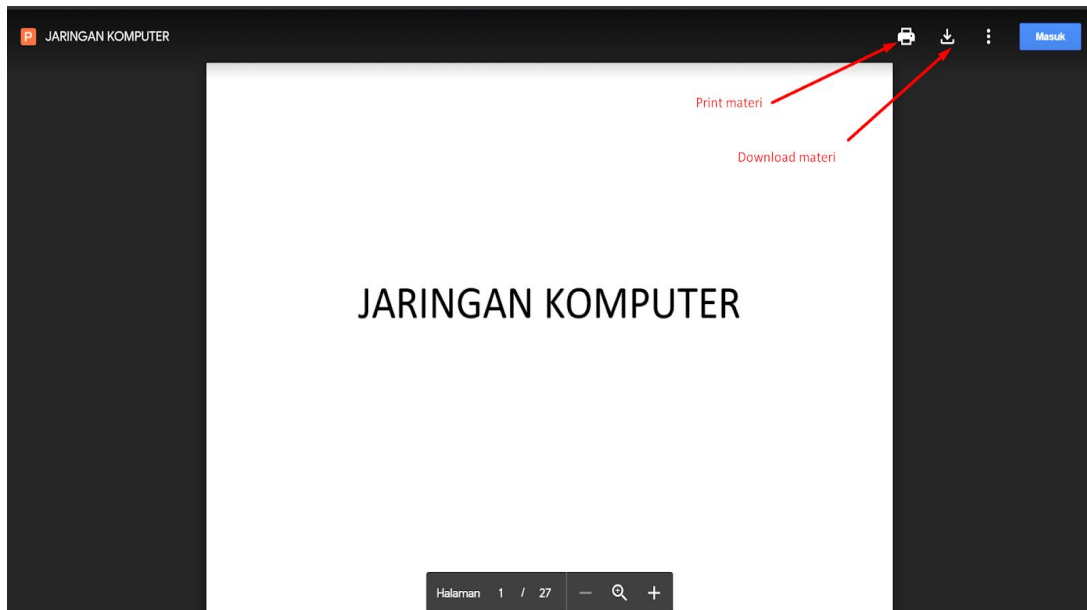 P JARINGAN KOMPUTER
Masuk
Print materi
Download materi
JARINGAN KOMPUTER
Halaman 1 / 27